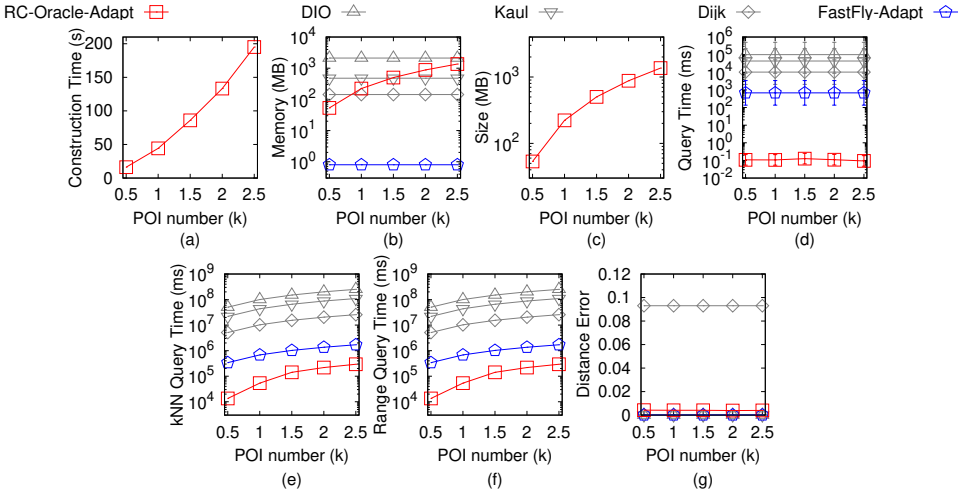 RC-Oracle-Adapt DIO Kaul Dijk FastFly-Adapt
Construction Time (s)
200
150
100
50
0
0.5 1 1.5 2 2.5
POI number (k)
(a)
Memory (MB)
10^4
10^3
10^2
10^1
10^0
0.5 1 1.5 2 2.5
POI number (k)
(b)
Size (MB)
10^3
10^2
0.5 1 1.5 2 2.5
POI number (k)
(c)
Query Time (ms)
10^6
10^5
10^4
10^3
10^2
10^1
10^0
10^-1
10^-2
0.5 1 1.5 2 2.5
POI number (k)
(d)
kNN Query Time (ms)
10^9
10^8
10^7
10^6
10^5
10^4
0.5 1 1.5 2 2.5
POI number (k)
(e)
Range Query Time (ms)
10^9
10^8
10^7
10^6
10^5
10^4
0.5 1 1.5 2 2.5
POI number (k)
(f)
Distance Error
0.12
0.1
0.08
0.06
0.04
0.02
0
0.5 1 1.5 2 2.5
POI number (k)
(g)